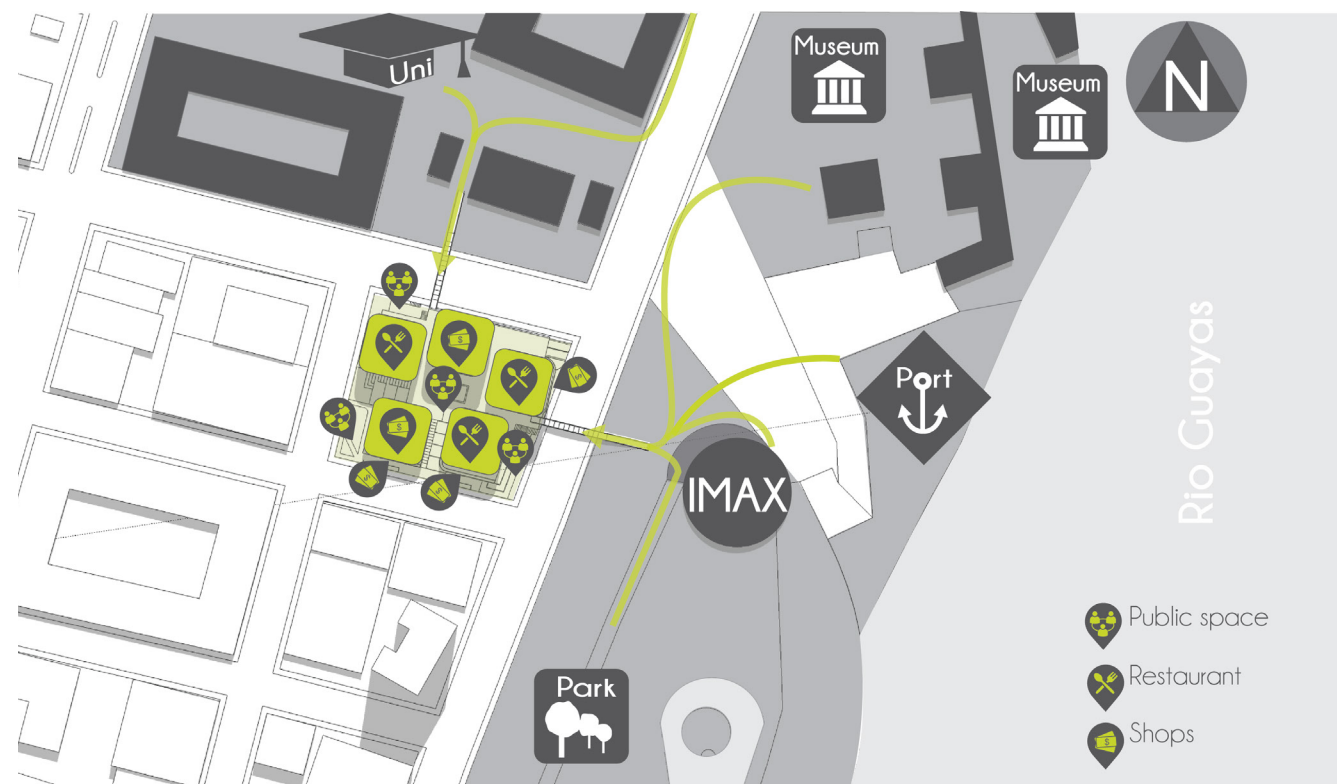 Uni
Museum
Museum
N
Port
IMAX
Rio Guayas
Park
Public space
Restaurant
Shops